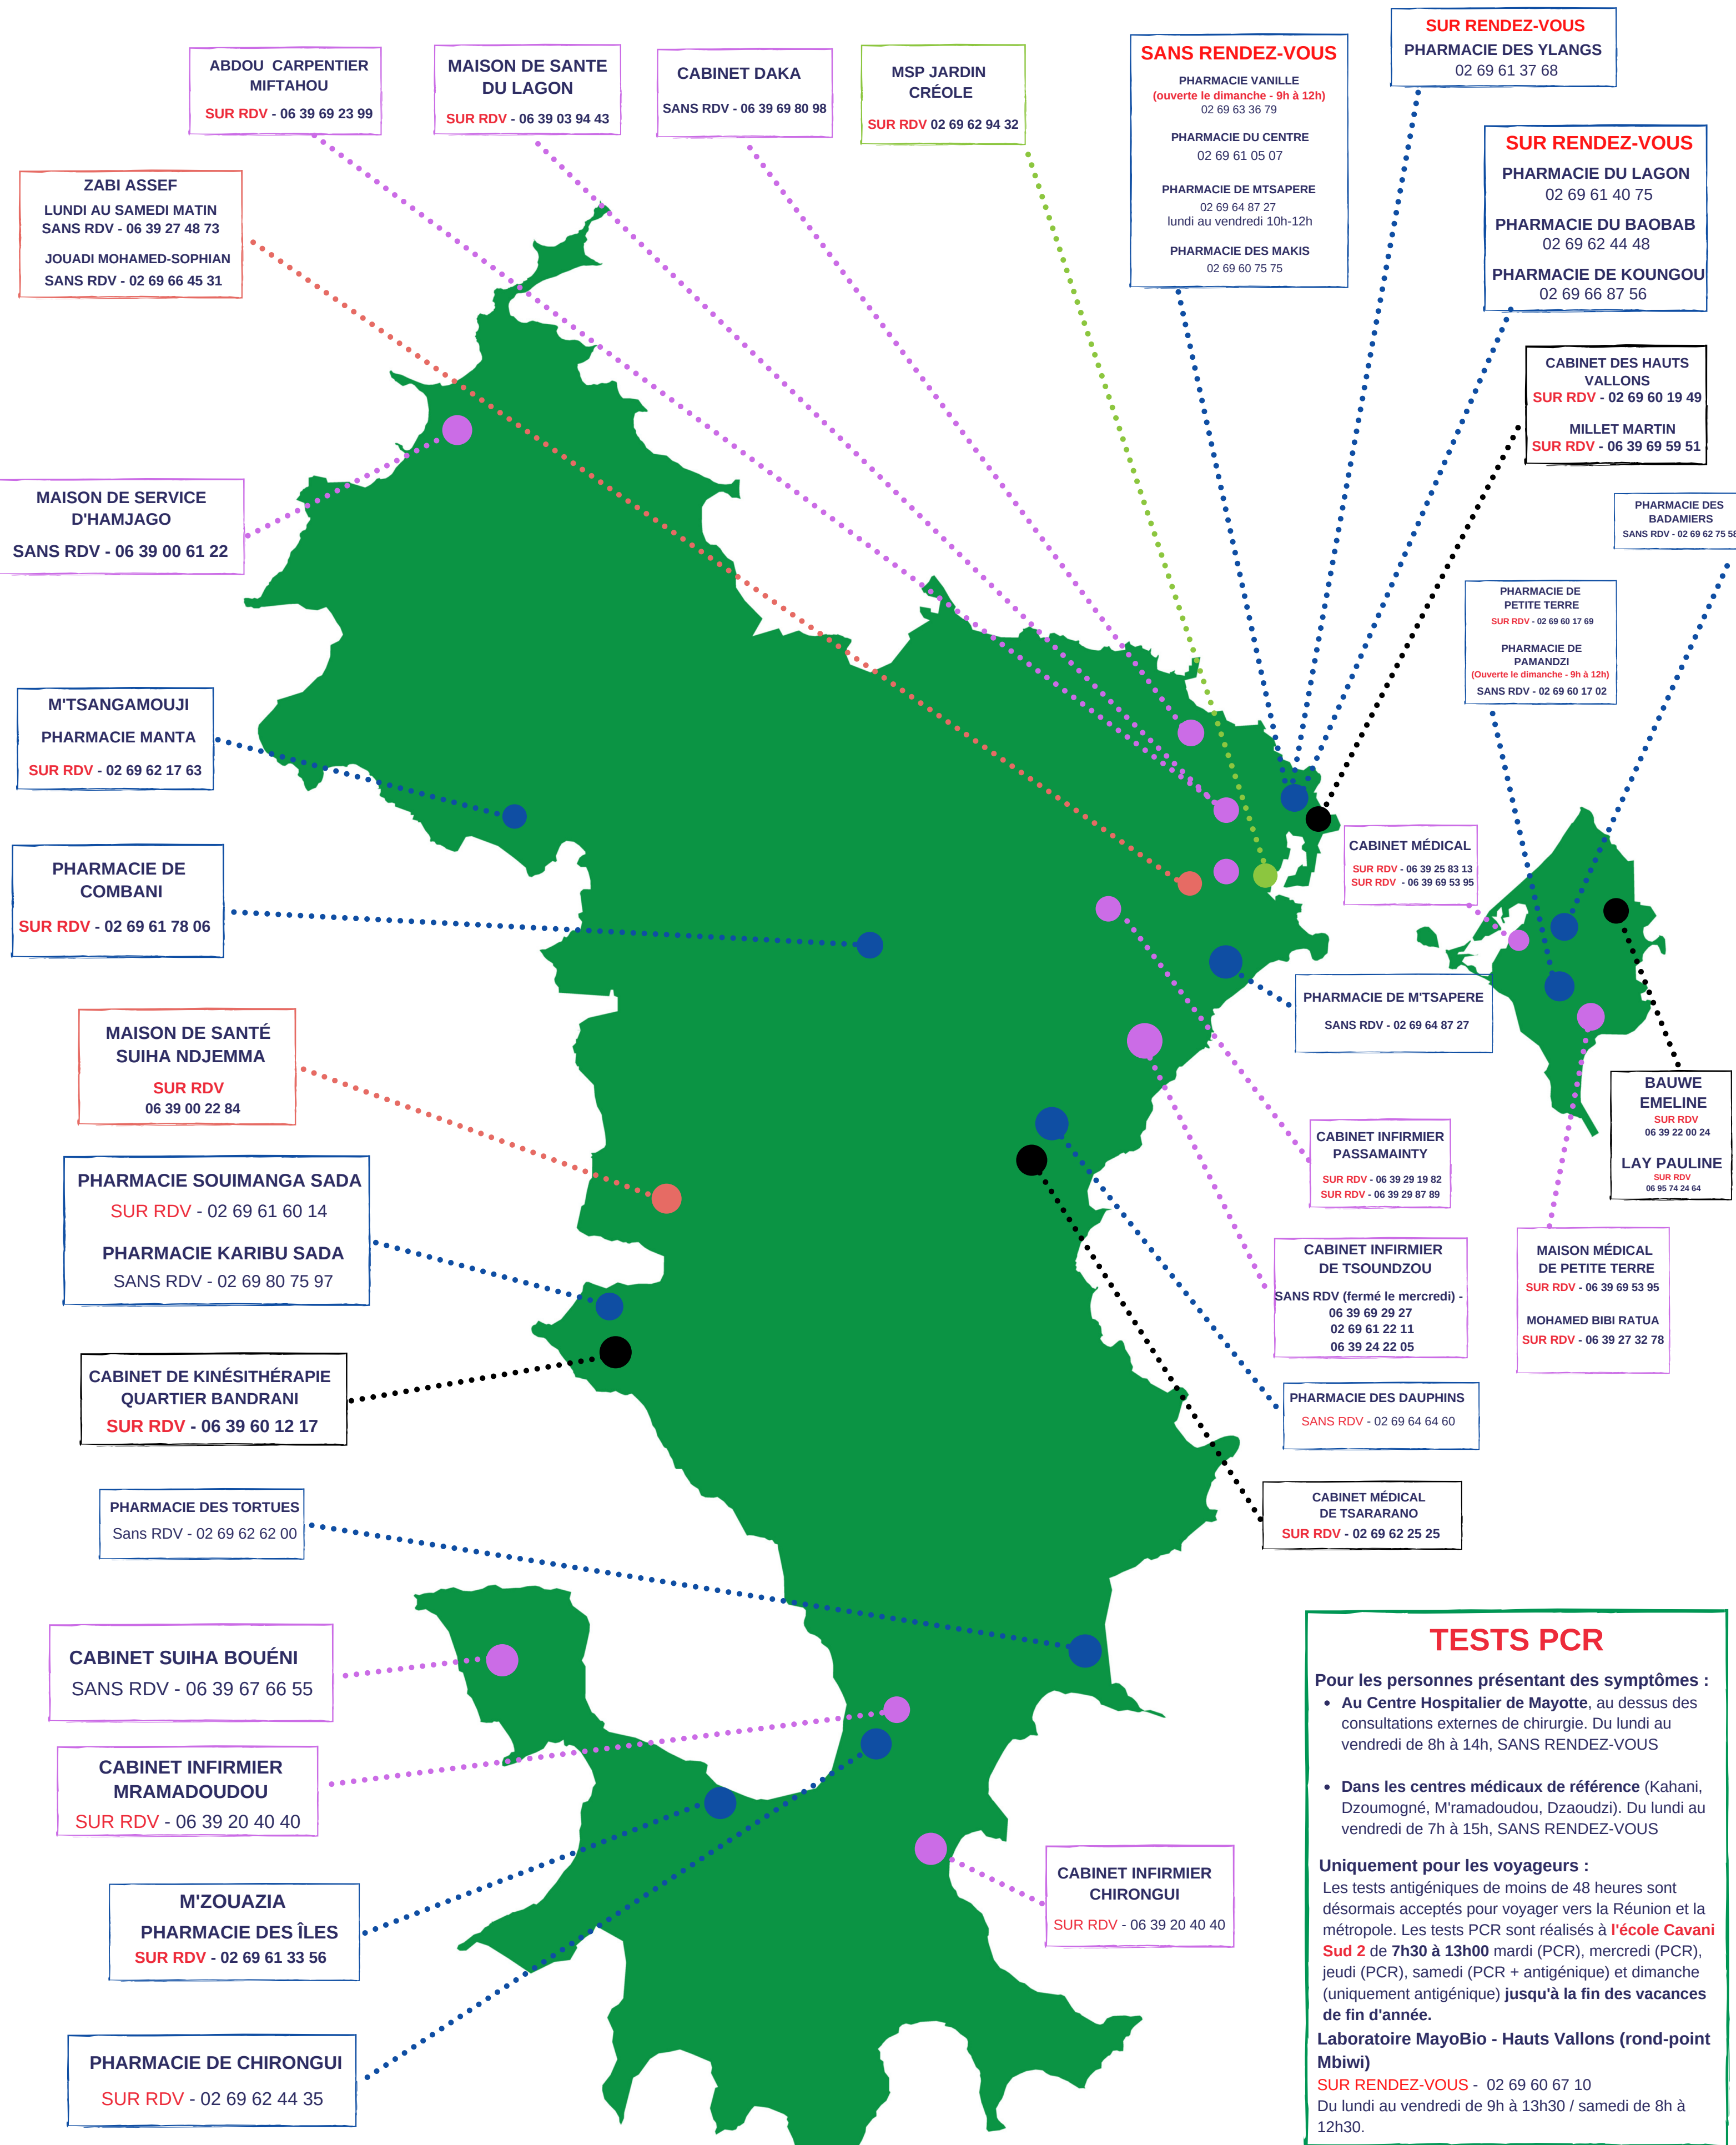 ABDOU CARPENTIER
MIFTAHOU
SUR RDV - 06 39 69 23 99
MAISON DE SANTE
DU LAGON
SUR RDV - 06 39 03 94 43
CABINET DAKA
SANS RDV - 06 39 69 80 98
MSP JARDIN
CRÉOLE
SUR RDV 02 69 62 94 32
SANS RENDEZ-VOUS
PHARMACIE VANILLE
(ouverte le dimanche - 9h à 12h)
02 69 63 36 79
PHARMACIE DU CENTRE
02 69 61 05 07
PHARMACIE DE MTSAPERE
02 69 64 87 27
lundi au vendredi 10h-12h
PHARMACIE DES MAKIS
02 69 60 75 75
SUR RENDEZ-VOUS
PHARMACIE DES YLANGS
02 69 61 37 68
SUR RENDEZ-VOUS
PHARMACIE DU LAGON
02 69 61 40 75
PHARMACIE DU BAOBAB
02 69 62 44 48
PHARMACIE DE KOUNGOU
02 69 66 87 56
ZABI ASSEF
LUNDI AU SAMEDI MATIN
SANS RDV - 06 39 27 48 73
JOUADI MOHAMED-SOPHIAN
SANS RDV - 02 69 66 45 31
CABINET DES HAUTS
VALLONS
SUR RDV - 02 69 60 19 49
MILLET MARTIN
SUR RDV - 06 39 69 59 51
MAISON DE SERVICE
D'HAMJAGO
SANS RDV - 06 39 00 61 22
PHARMACIE DES
BADAMIERS
SANS RDV - 02 69 62 75 58
PHARMACIE DE
PETITE TERRE
SUR RDV - 02 69 60 17 69
PHARMACIE DE
PAMANDZI
(Ouverte le dimanche - 9h à 12h)
SANS RDV - 02 69 60 17 02
M'TSANGAMOUJI
PHARMACIE MANTA
SUR RDV - 02 69 62 17 63
CABINET MÉDICAL
SUR RDV - 06 39 25 83 13
SUR RDV - 06 39 69 53 95
PHARMACIE DE
COMBANI
SUR RDV - 02 69 61 78 06
PHARMACIE DE M'TSAPERE
SANS RDV - 02 69 64 87 27
MAISON DE SANTÉ
SUIHA NDJEMMA
SUR RDV
06 39 00 22 84
BAUWE
EMELINE
SUR RDV
06 39 22 00 24
LAY PAULINE
SUR RDV
06 95 74 24 64
CABINET INFIRMIER
PASSAMAINTY
SUR RDV - 06 39 29 19 82
SUR RDV - 06 39 29 87 89
PHARMACIE SOUIMANGA SADA
SUR RDV - 02 69 61 60 14
PHARMACIE KARIBU SADA
SANS RDV - 02 69 80 75 97
CABINET INFIRMIER
DE TSOUNDZOU
SANS RDV (fermé le mercredi) -
06 39 69 29 27
02 69 61 22 11
06 39 24 22 05
MAISON MÉDICAL
DE PETITE TERRE
SUR RDV - 06 39 69 53 95
MOHAMED BIBI RATUA
SUR RDV - 06 39 27 32 78
CABINET DE KINÉSITHÉRAPIE
QUARTIER BANDRANI
SUR RDV - 06 39 60 12 17
PHARMACIE DES DAUPHINS
SANS RDV - 02 69 64 64 60
PHARMACIE DES TORTUES
Sans RDV - 02 69 62 62 00
CABINET MÉDICAL
DE TSARARANO
SUR RDV - 02 69 62 25 25
CABINET SUIHA BOUÉNI
SANS RDV - 06 39 67 66 55
CABINET INFIRMIER
MRAMADOUDOU
SUR RDV - 06 39 20 40 40
CABINET INFIRMIER
CHIRONGUI
SUR RDV - 06 39 20 40 40
M'ZOUAZIA
PHARMACIE DES ÎLES
SUR RDV - 02 69 61 33 56
PHARMACIE DE CHIRONGUI
SUR RDV - 02 69 62 44 35
TESTS PCR
Pour les personnes présentant des symptômes :
• Au Centre Hospitalier de Mayotte, au dessus des
consultations externes de chirurgie. Du lundi au
vendredi de 8h à 14h, SANS RENDEZ-VOUS
• Dans les centres médicaux de référence (Kahani,
Dzoumogné, M'ramadoudou, Dzaoudzi). Du lundi au
vendredi de 7h à 15h, SANS RENDEZ-VOUS
Uniquement pour les voyageurs :
Les tests antigéniques de moins de 48 heures sont
désormais acceptés pour voyager vers la Réunion et la
métropole. Les tests PCR sont réalisés à l'école Cavani
Sud 2 de 7h30 à 13h00 mardi (PCR), mercredi (PCR),
jeudi (PCR), samedi (PCR + antigénique) et dimanche
(uniquement antigénique) jusqu'à la fin des vacances
de fin d'année.
Laboratoire MayoBio - Hauts Vallons (rond-point
Mbiwi)
SUR RENDEZ-VOUS - 02 69 60 67 10
Du lundi au vendredi de 9h à 13h30 / samedi de 8h à
12h30.